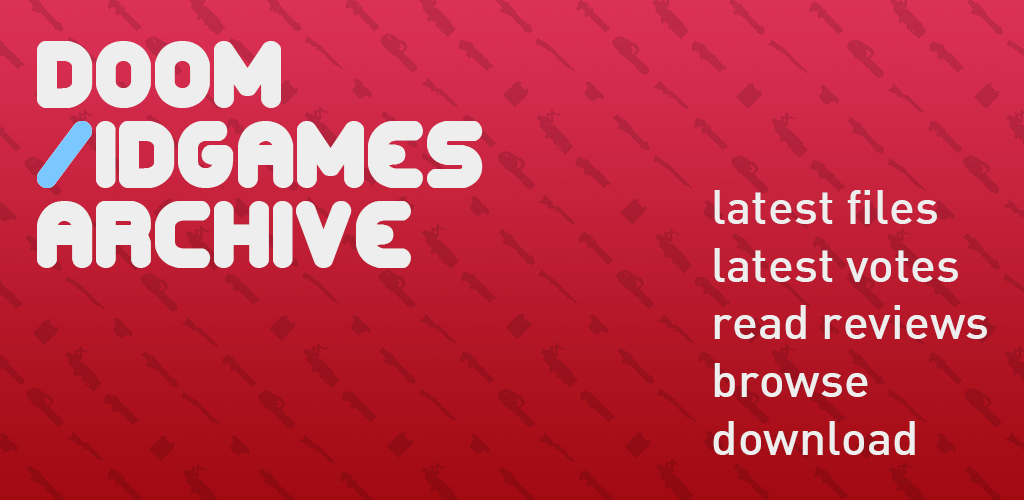 DOOM
/IDGAMES
ARCHIVE
latest files
latest votes
read reviews
browse
download